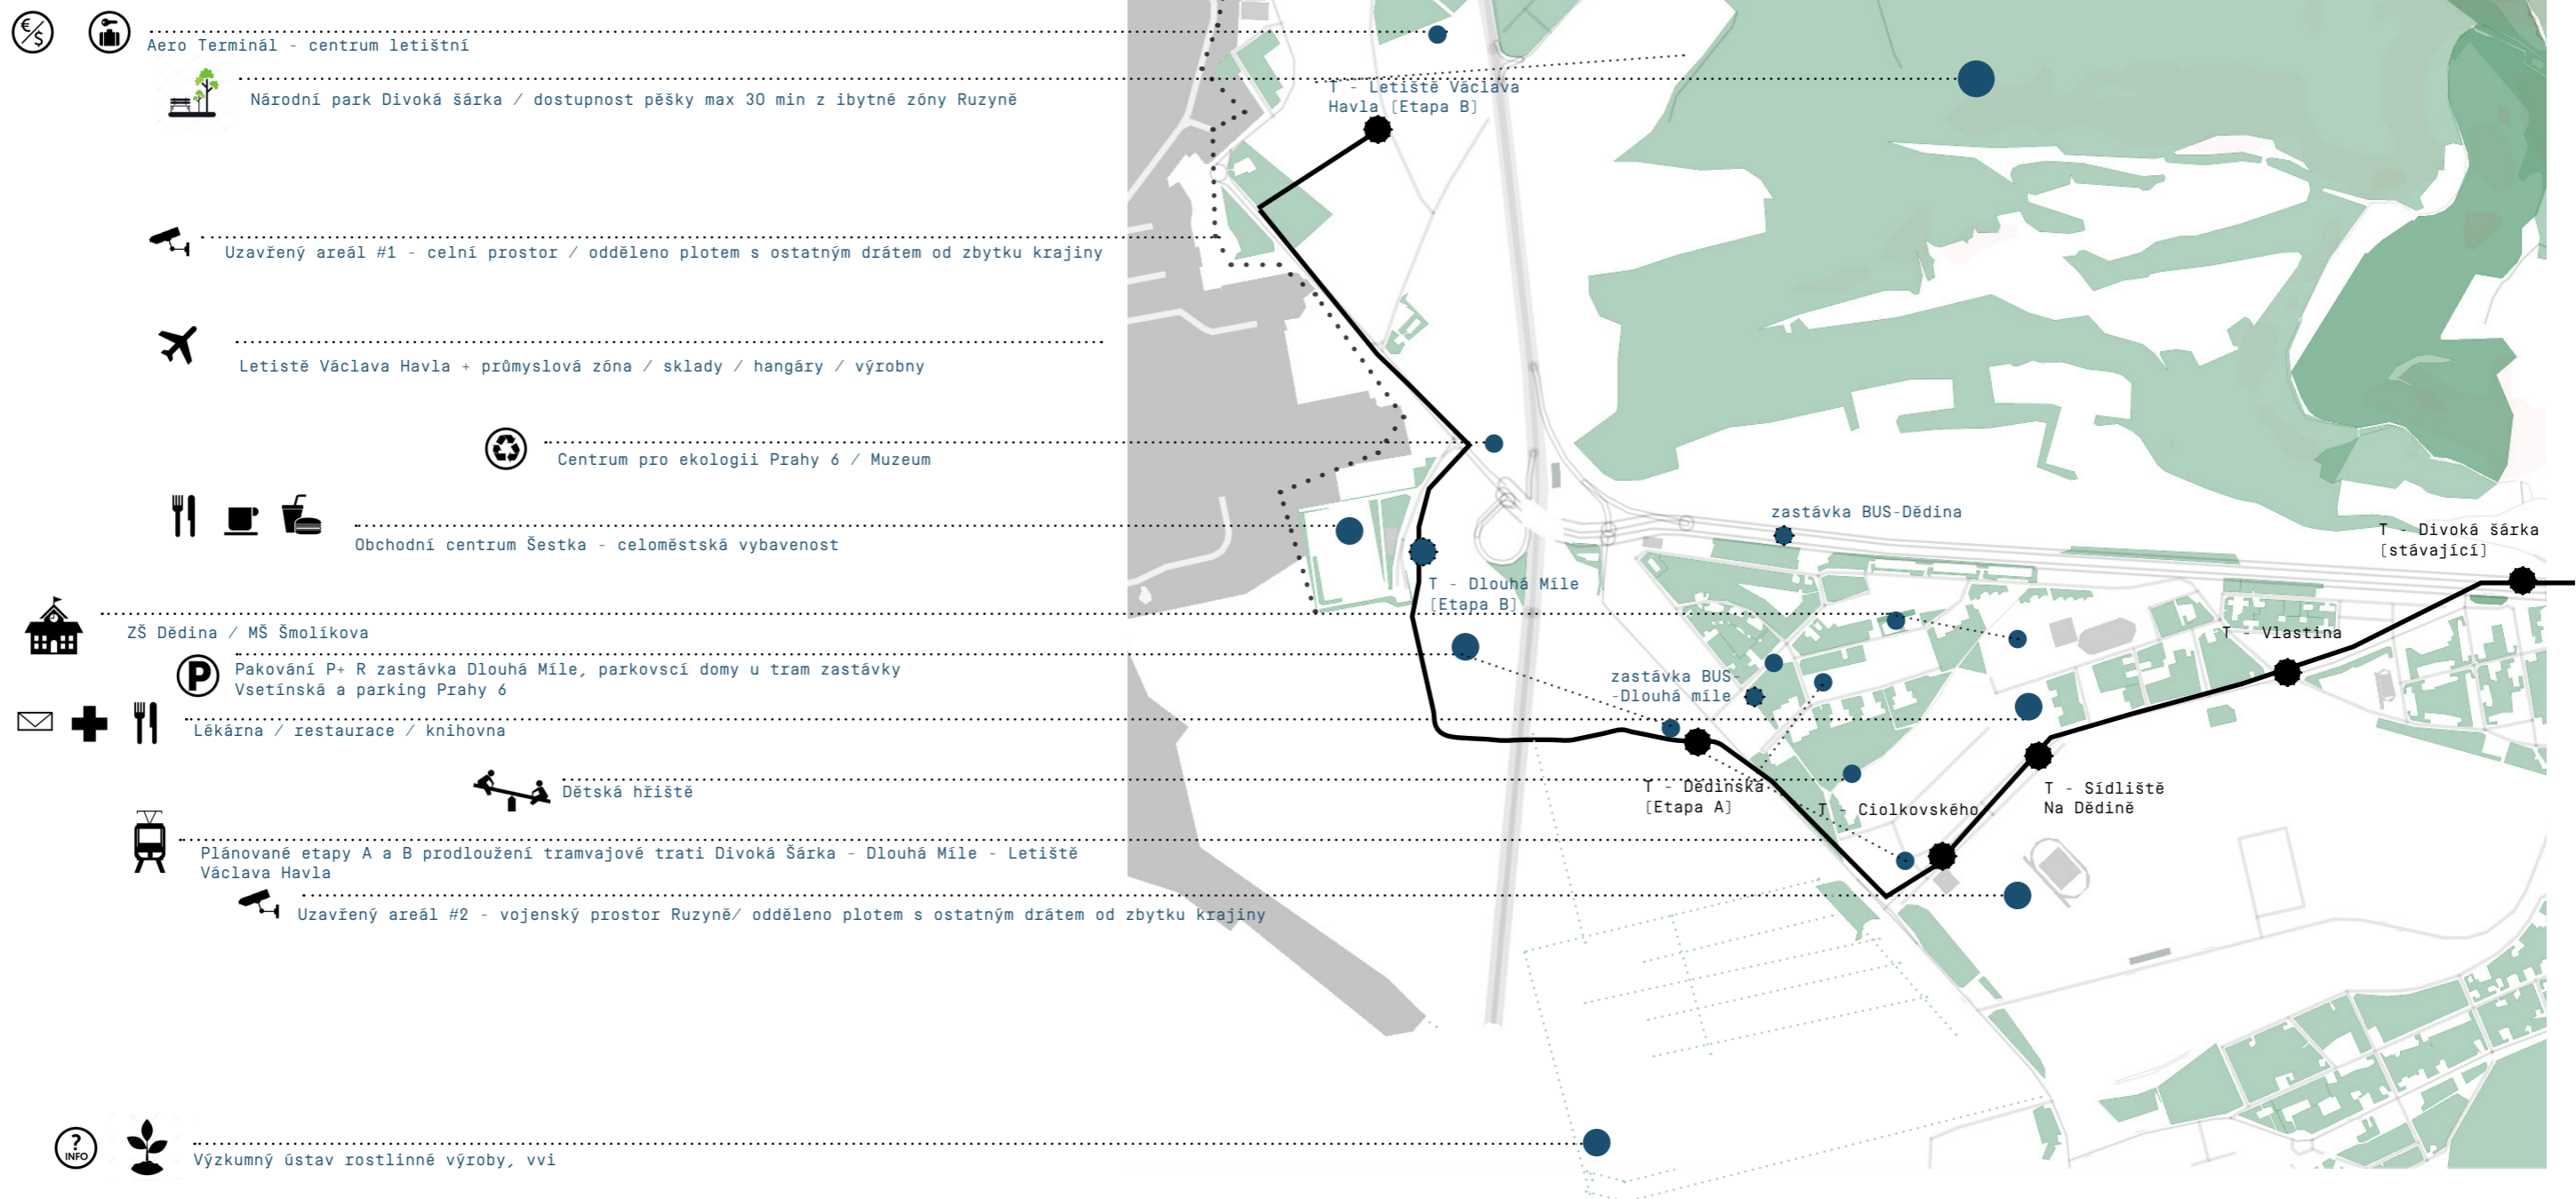 €/$
Aero Terminál - centrum letištní
Národní park Divoká šárka / dostupnost pěšky max 30 min z ibytné zóny Ruzyně
T - Letiště Václava
Havla [Etapa B]
Uzavřený areál #1 - celní prostor / odděleno plotem s ostatným drátem od zbytku krajiny
Letistě Václava Havla + průmyslová zóna / sklady / hangáry / výrobny
Centrum pro ekologii Prahy 6 / Muzeum
Obchodní centrum Šestka - celoměstská vybavenost
zastávka BUS-Dědina
T - Divoká šárka
[stávající]
T - Dlouhá Míle
[Etapa B]
ZŠ Dědina / MŠ Šmolíkova
T - Vlastina
P
Pakování P+ R zastávka Dlouhá Míle, parkovscí domy u tram zastávky
Vsetínská a parking Prahy 6
zastávka BUS-
-Dlouhá míle
Lékárna / restaurace / knihovna
Dětská hřiště
T - Dědinská
[Etapa A]
T - Ciolkovského
T - Sídliště
Na Dědině
Plánované etapy A a B prodloužení tramvajové trati Divoká Šárka - Dlouhá Míle - Letiště
Václava Havla
Uzavřený areál #2 - vojenský prostor Ruzyně/ odděleno plotem s ostatným drátem od zbytku krajiny
?
INFO
Výzkumný ústav rostlinné výroby, vvi